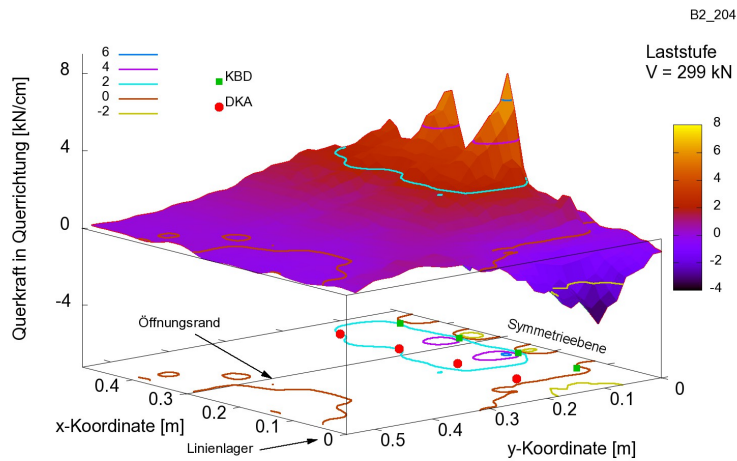 B2_204
Laststufe
V = 299 kN
6
4
2
0
-2
KBD
DKA
Querkraft in Querrichtung [kN/cm]
8
4
0
-4
8
6
4
2
0
-2
-4
Öffnungsrand
Symmetrieebene
0.4
0.3
0.2
0.1
0
x-Koordinate [m]
Linienlager
0.5
0.4
0.3
0.2
0.1
0
y-Koordinate [m]